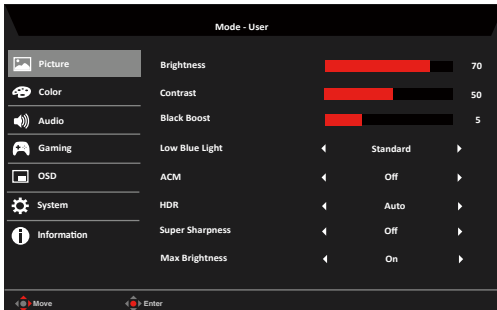 Mode - User
Picture
Brightness 70
Color
Contrast 50
Audio
Black Boost 5
Gaming
Low Blue Light Standard
OSD
ACM Off
System
HDR Auto
Information
Super Sharpness Off
Max Brightness On
Move Enter